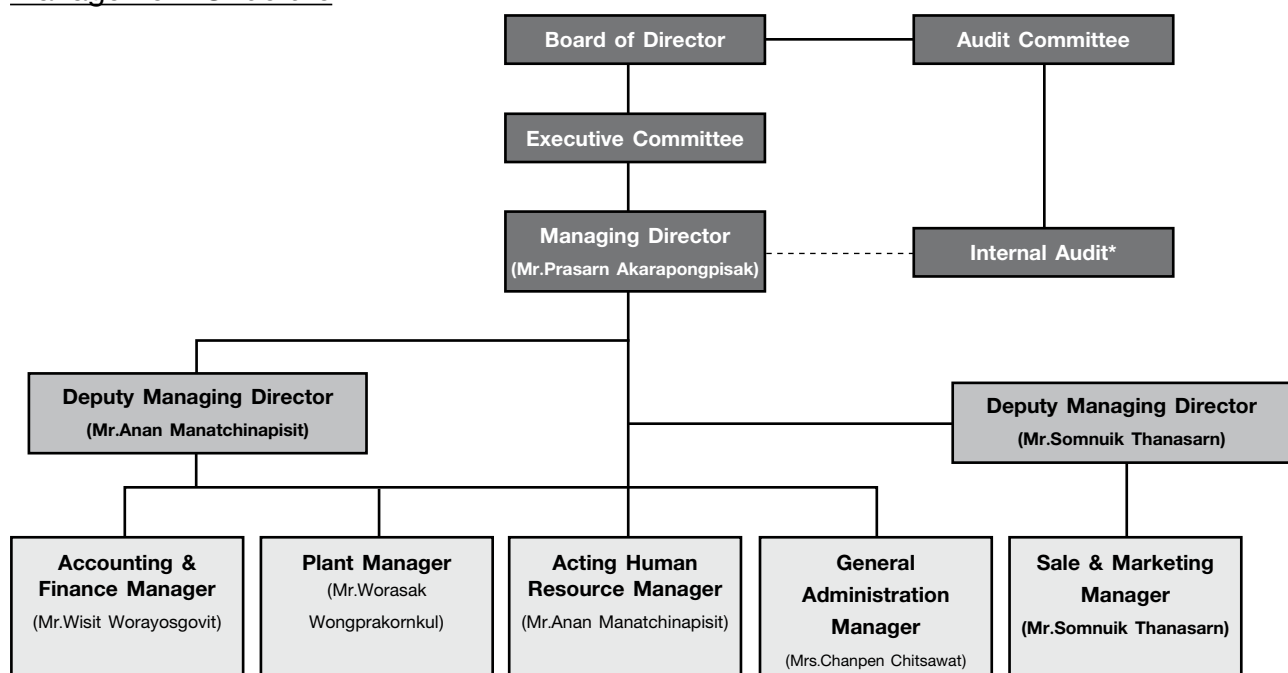 Board of Director
Audit Committee
Executive Committee
Managing Director
(Mr.Prasarn Akarapongpisak)
Internal Audit*
Deputy Managing Director
(Mr.Anan Manatchinapisit)
Deputy Managing Director
(Mr.Somnuik Thanasarn)
Accounting &
Finance Manager
(Mr.Wisit Worayosgovit)
Plant Manager
(Mr.Worasak
Wongprakornkul)
Acting Human
Resource Manager
(Mr.Anan Manatchinapisit)
General
Administration
Manager
(Mrs.Chanpen Chitsawat)
Sale & Marketing
Manager
(Mr.Somnuik Thanasarn)